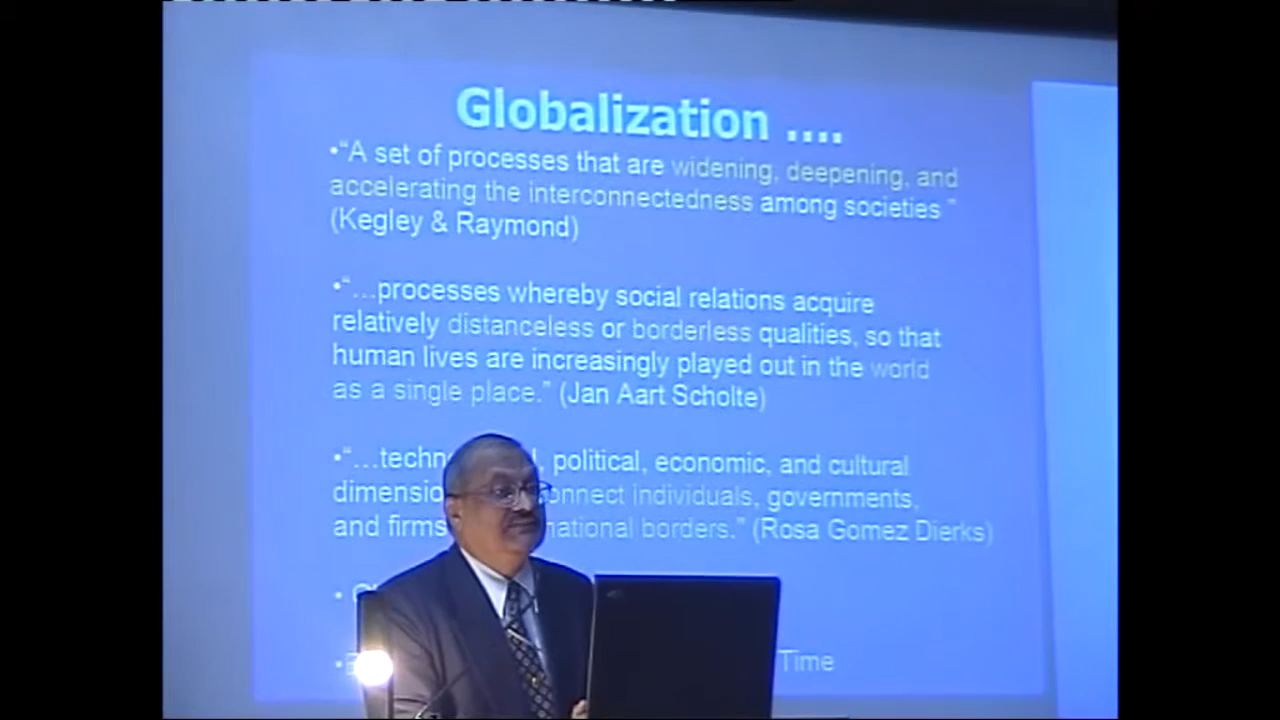 Globalization ....
•“A set of processes that are widening, deepening, and
accelerating the interconnectedness among societies ”
(Kegley & Raymond)
•“…processes whereby social relations acquire
relatively distanceless or borderless qualities, so that
human lives are increasingly played out in the world
as a single place.” (Jan Aart Scholte)
•“…techn political, economic, and cultural
dimensio onnect individuals, governments,
and firms national borders.” (Rosa Gomez Dierks)
Time